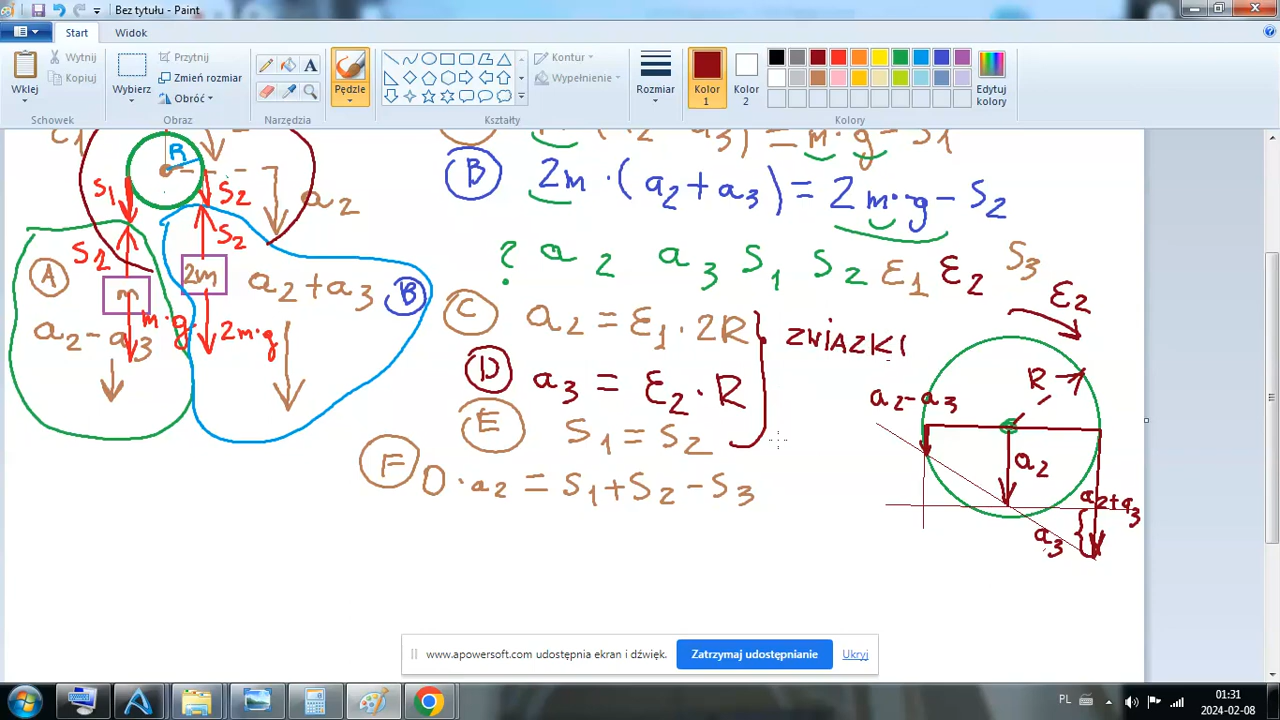 Bez tytułu - Paint
Start Widok
Wklej
Wytnij
Kopiuj
Schowek
Wybierz
Przytnij
Zmień rozmiar
Obróć
Obraz
Narzędzia
Pędzle
Kształty
Kontur
Wypełnienie
Rozmiar
Kolor 1
Kolor 2
Edytuj kolory
Kolory
R
S1
S2
a2
S2
S2
A
m
2m
a2+a3
B
a2-a3
m·g
2m·g
B 2m·(a2+a3)=2m·g-S2
? a2 a3 S1 S2 ε1 ε2 S3
C a2=ε1·2R
ZWIAZKI
D a3=ε2·R
E S1=S2
F 0·a2=S1+S2-S3
ε2
R
a2-a3
a2
a2+a3
a3
www.apowersoft.com udostępnia ekran i dźwięk.
Zatrzymaj udostępnianie
Ukryj
PL
01:31
2024-02-08